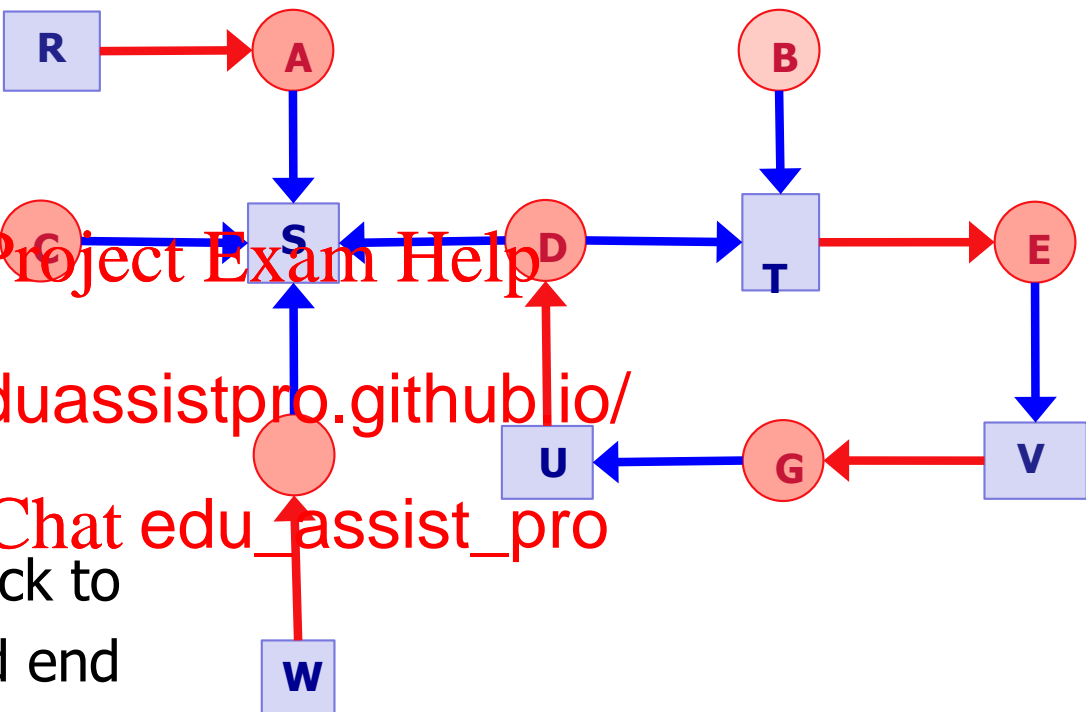 R
A
B
C
S
D
T
E
Project Exam Help
duassistpro.github.io/
U
G
V
Chat edu_assist_pro
ck to
d end
W